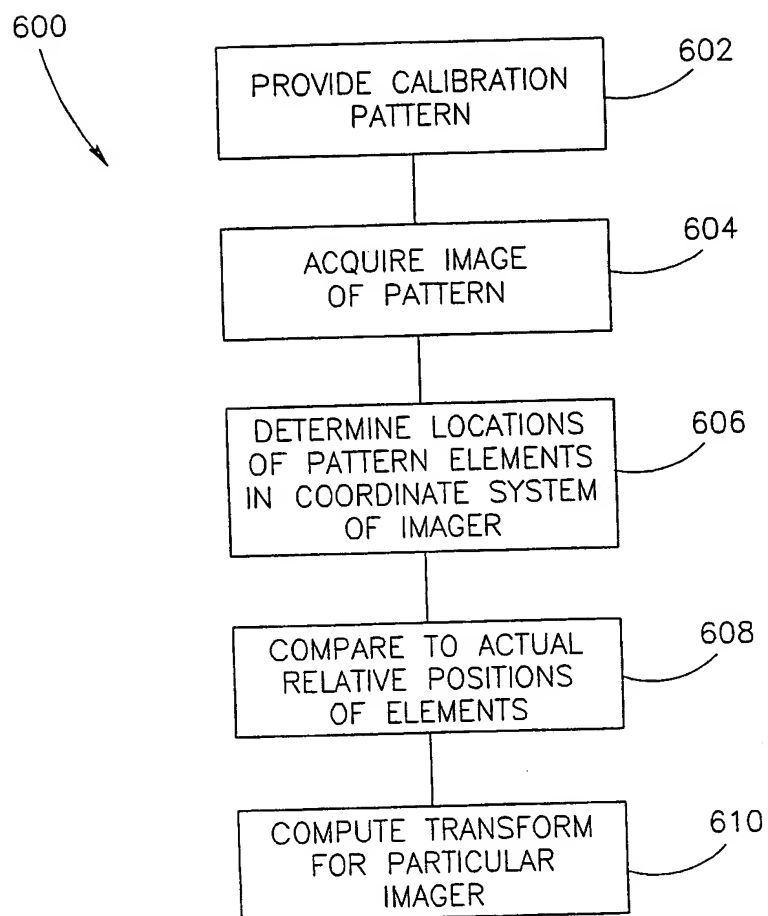 600
PROVIDE CALIBRATION
PATTERN
602
ACQUIRE IMAGE
OF PATTERN
604
DETERMINE LOCATIONS
OF PATTERN ELEMENTS
IN COORDINATE SYSTEM
OF IMAGER
606
COMPARE TO ACTUAL
RELATIVE POSITIONS
OF ELEMENTS
608
COMPUTE TRANSFORM
FOR PARTICULAR
IMAGER
610